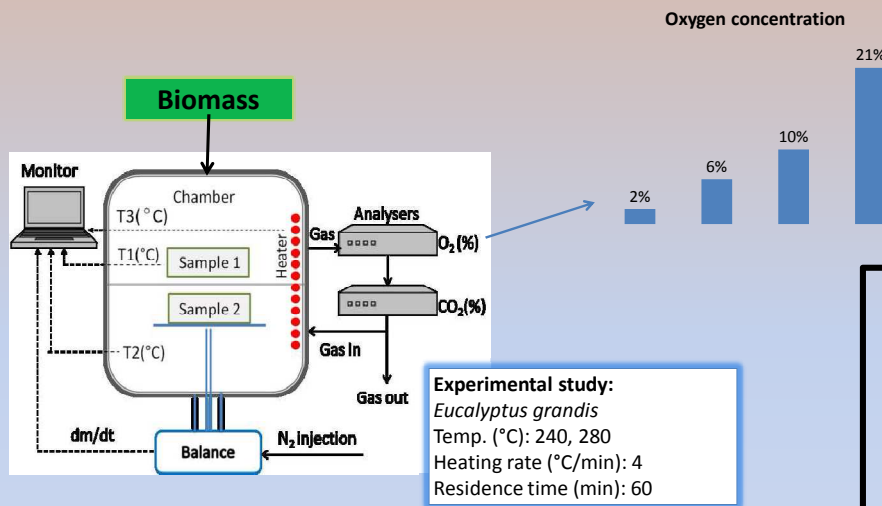 Oxygen concentration
21%
10%
6%
2%
Biomass
Monitor
Chamber
T3(°C)
T1(°C)
Sample 1
Heater
Sample 2
T2(°C)
Gas
Analysers
O₂(%)
CO₂(%)
Gas in
Gas out
dm/dt
Balance
N₂ injection
Experimental study:
Eucalyptus grandis
Temp. (°C): 240, 280
Heating rate (°C/min): 4
Residence time (min): 60